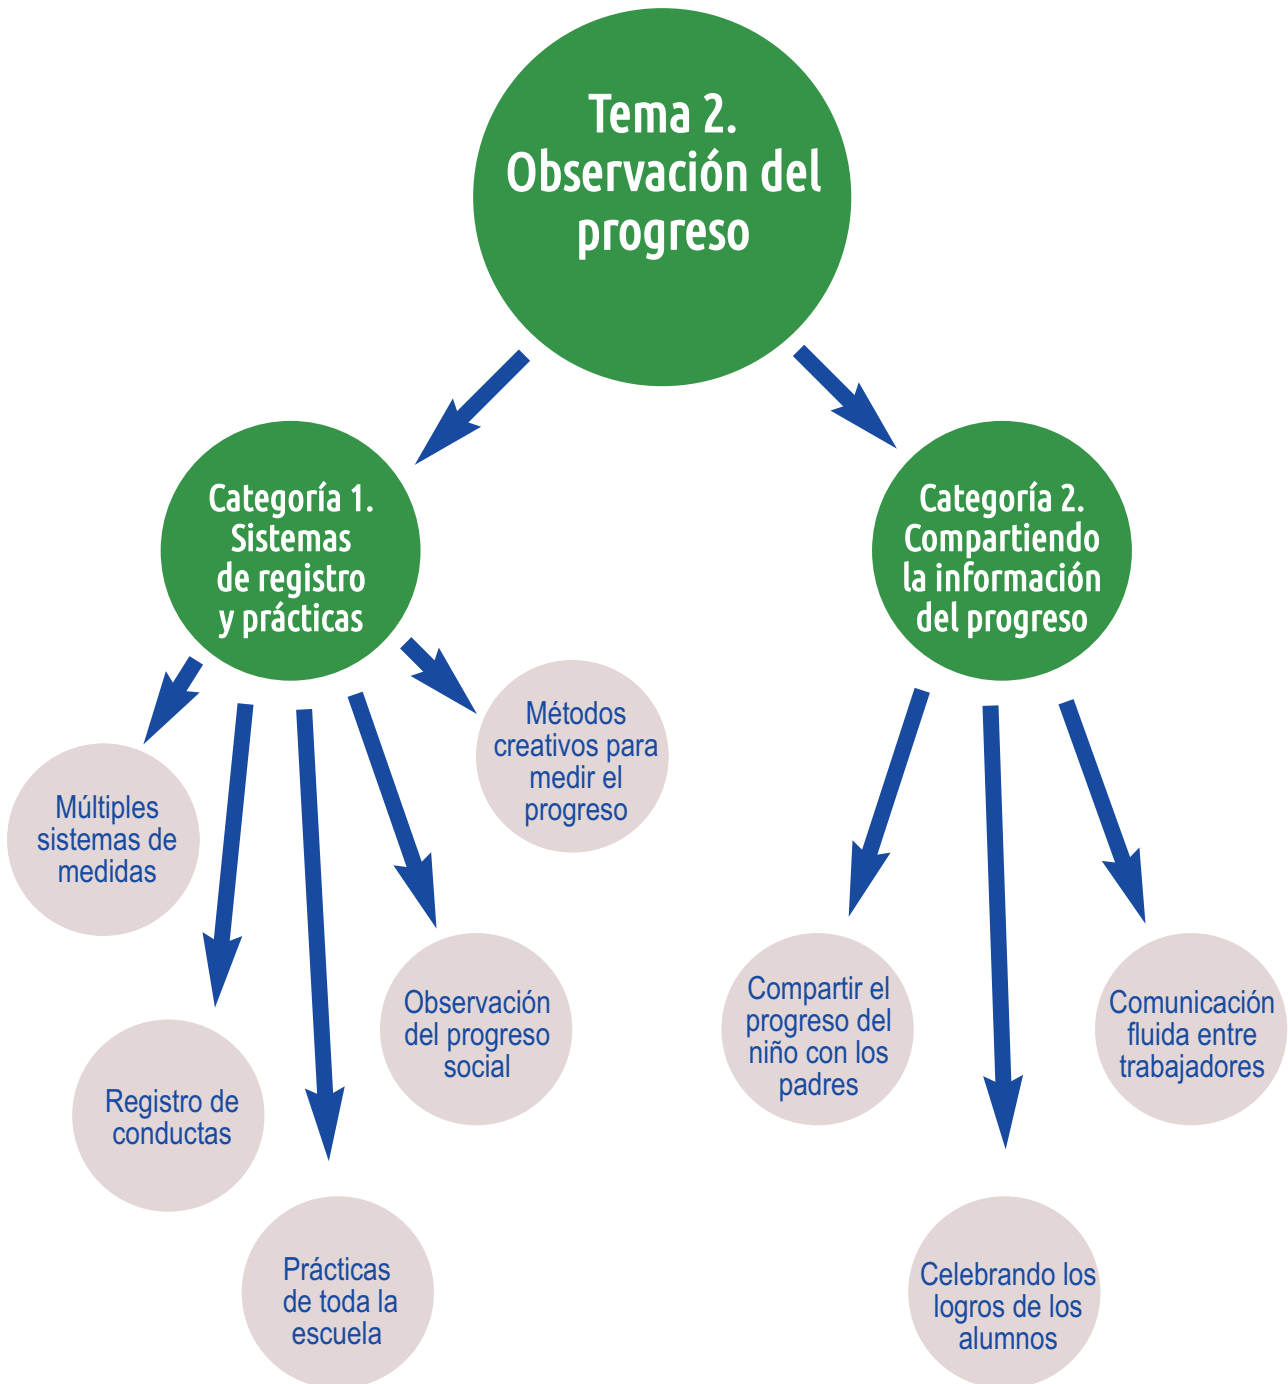 Tema 2.
Observación del
progreso
Categoría 1.
Sistemas
de registro
y prácticas
Categoría 2.
Compartiendo
la información
del progreso
Múltiples
sistemas de
medidas
Registro de
conductas
Prácticas
de toda la
escuela
Observación
del progreso
social
Métodos
creativos para
medir el
progreso
Compartir el
progreso del
niño con los
padres
Celebrando los
logros de los
alumnos
Comunicación
fluida entre
trabajadores